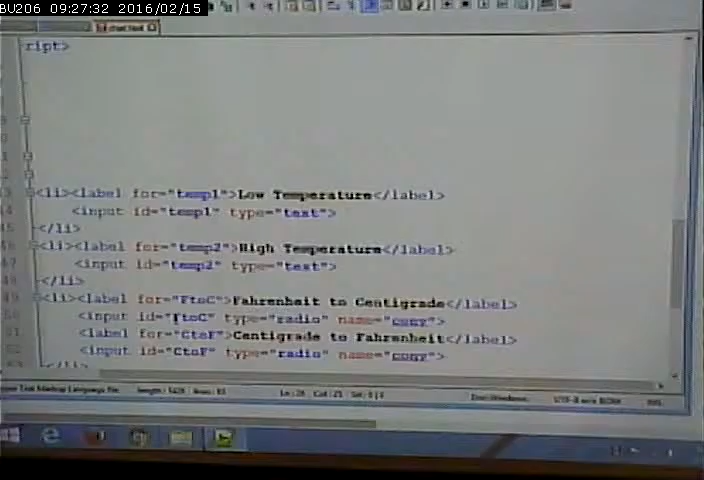 BU206 09:27:32 2016/02/15
ript>
<li><label for="temp1">Low Temperature</label>
<input id="temp1" type="text">
</li>
<li><label for="temp2">High Temperature</label>
<input id="temp2" type="text">
</li>
<li><label for="FtoC">Fahrenheit to Centigrade</label>
<input id="FtoC" type="radio" name="conv">
<label for="CtoF">Centigrade to Fahrenheit</label>
<input id="CtoF" type="radio" name="conv">
</li>